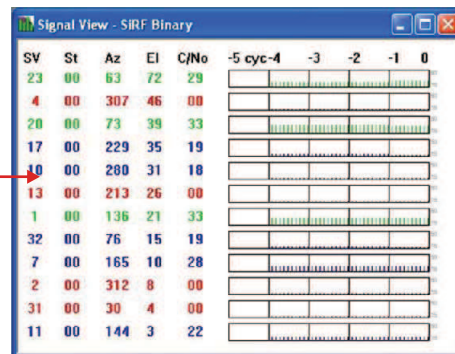 Signal View - SiRF Binary
SV St Az El C/No -5 cyc-4 -3 -2 -1 0
23 00 63 72 29
4 00 307 46 00
20 00 73 39 33
17 00 229 35 19
10 00 280 31 18
13 00 213 26 00
1 00 136 21 33
32 00 76 15 19
7 00 165 10 28
2 00 312 8 00
31 00 30 4 00
11 00 144 3 22